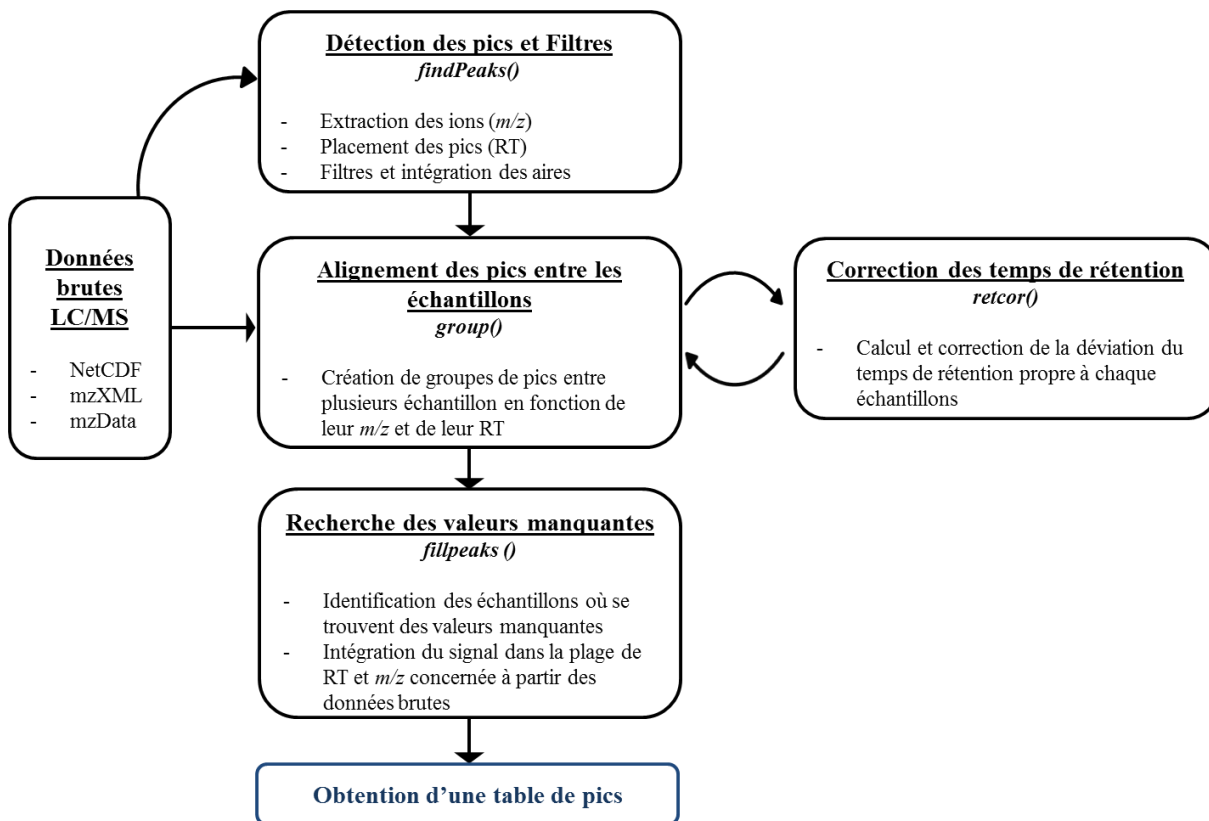 Détection des pics et Filtres
findPeaks()
- Extraction des ions (m/z)
- Placement des pics (RT)
- Filtres et intégration des aires
Données
brutes
LC/MS
- NetCDF
- mzXML
- mzData
Alignement des pics entre les
échantillons
group()
- Création de groupes de pics entre
plusieurs échantillon en fonction de
leur m/z et de leur RT
Correction des temps de rétention
retcor()
- Calcul et correction de la déviation du
temps de rétention propre à chaque
échantillons
Recherche des valeurs manquantes
fillpeaks ()
- Identification des échantillons où se
trouvent des valeurs manquantes
- Intégration du signal dans la plage de
RT et m/z concernée à partir des
données brutes
Obtention d’une table de pics